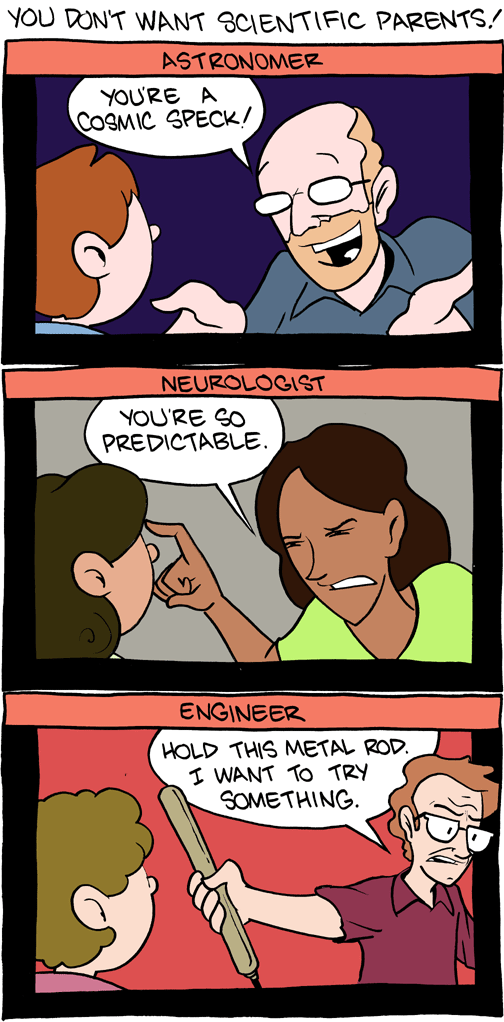 YOU DON'T WANT SCIENTIFIC PARENTS!
ASTRONOMER
YOU'RE A
COSMIC SPECK!
NEUROLOGIST
YOU'RE SO
PREDICTABLE.
ENGINEER
HOLD THIS METAL ROD.
I WANT TO TRY
SOMETHING.